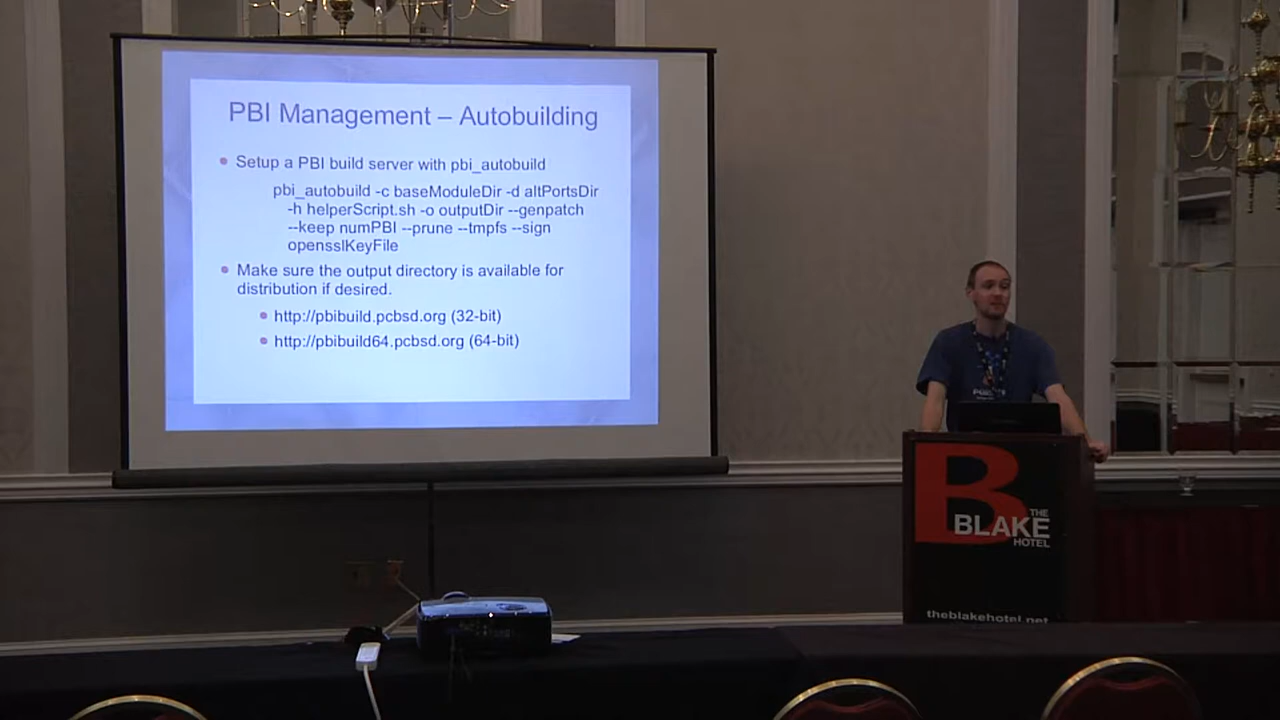 PBI Management – Autobuilding
Setup a PBI build server with pbi_autobuild
pbi_autobuild -c baseModuleDir -d altPortsDir
-h helperScript.sh -o outputDir --genpatch
--keep numPBI --prune --tmpfs --sign
opensslKeyFile
Make sure the output directory is available for
distribution if desired.
http://pbibuild.pcbsd.org (32-bit)
http://pbibuild64.pcbsd.org (64-bit)
B
THE
BLAKE
HOTEL
theblakehotel.net